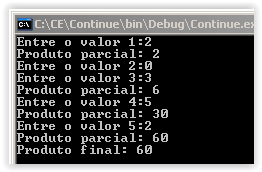 C:\CE\Continue\bin\Debug\Continue.ex
Entre o valor 1:2
Produto parcial: 2
Entre o valor 2:0
Entre o valor 3:3
Produto parcial: 6
Entre o valor 4:5
Produto parcial: 30
Entre o valor 5:2
Produto parcial: 60
Produto final: 60